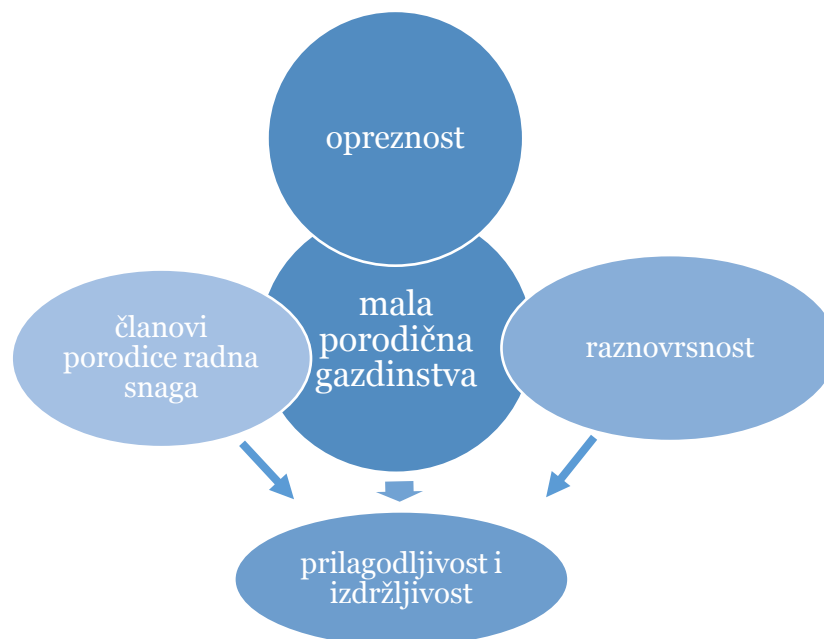 opreznost
mala
porodična
gazdinstva
članovi
porodice radna
snaga
raznovrsnost
prilagodljivost i
izdržljivost